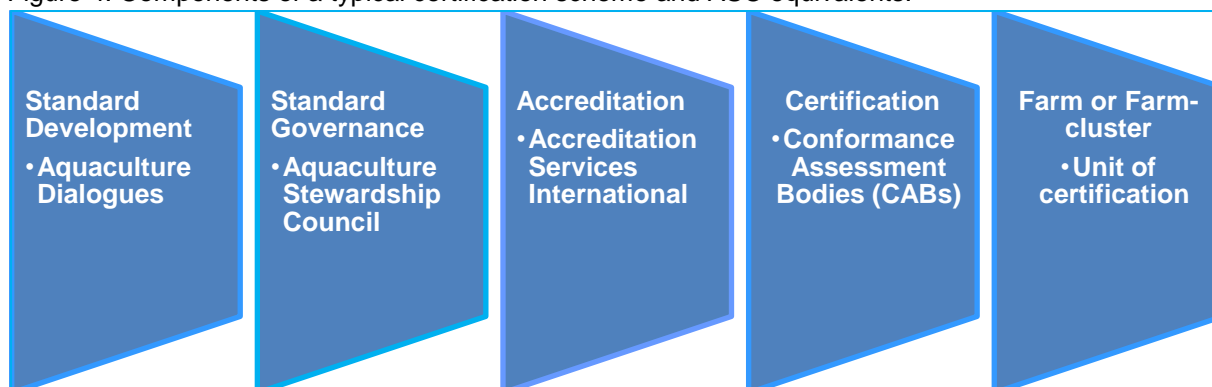 Figure Components of a typical certification scheme and ASC equivalents.
Standard
Development
•Aquaculture
Dialogues
Standard
Governance
•Aquaculture
Stewardship
Council
Accreditation
•Accreditation
Services
International
Certification
•Conformance
Assessment
Bodies (CABs)
Farm or Farm-
cluster
•Unit of
certification